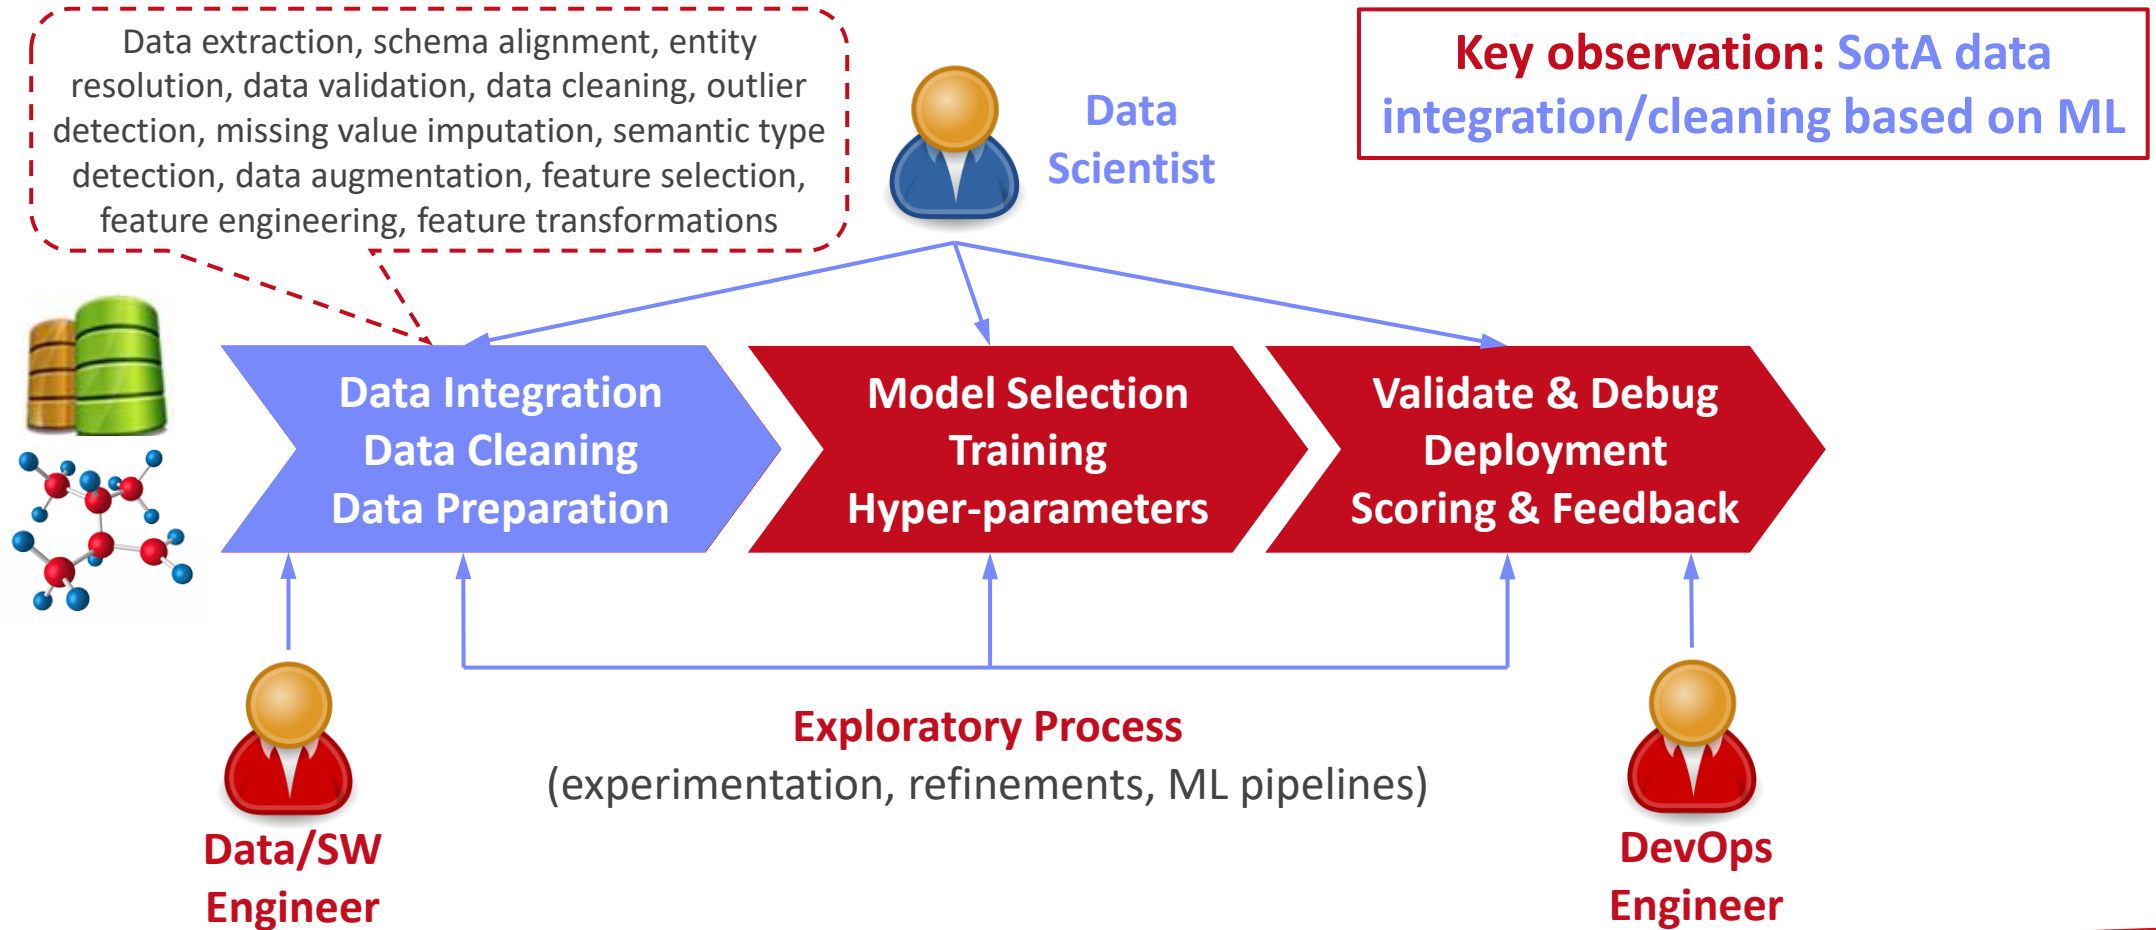 Data extraction, schema alignment, entity
resolution, data validation, data cleaning, outlier
detection, missing value imputation, semantic type
detection, data augmentation, feature selection,
feature engineering, feature transformations
Data
Scientist
Key observation: SotA data
integration/cleaning based on ML
Data Integration
Data Cleaning
Data Preparation
Model Selection
Training
Hyper-parameters
Validate & Debug
Deployment
Scoring & Feedback
Exploratory Process
(experimentation, refinements, ML pipelines)
Data/SW
Engineer
DevOps
Engineer